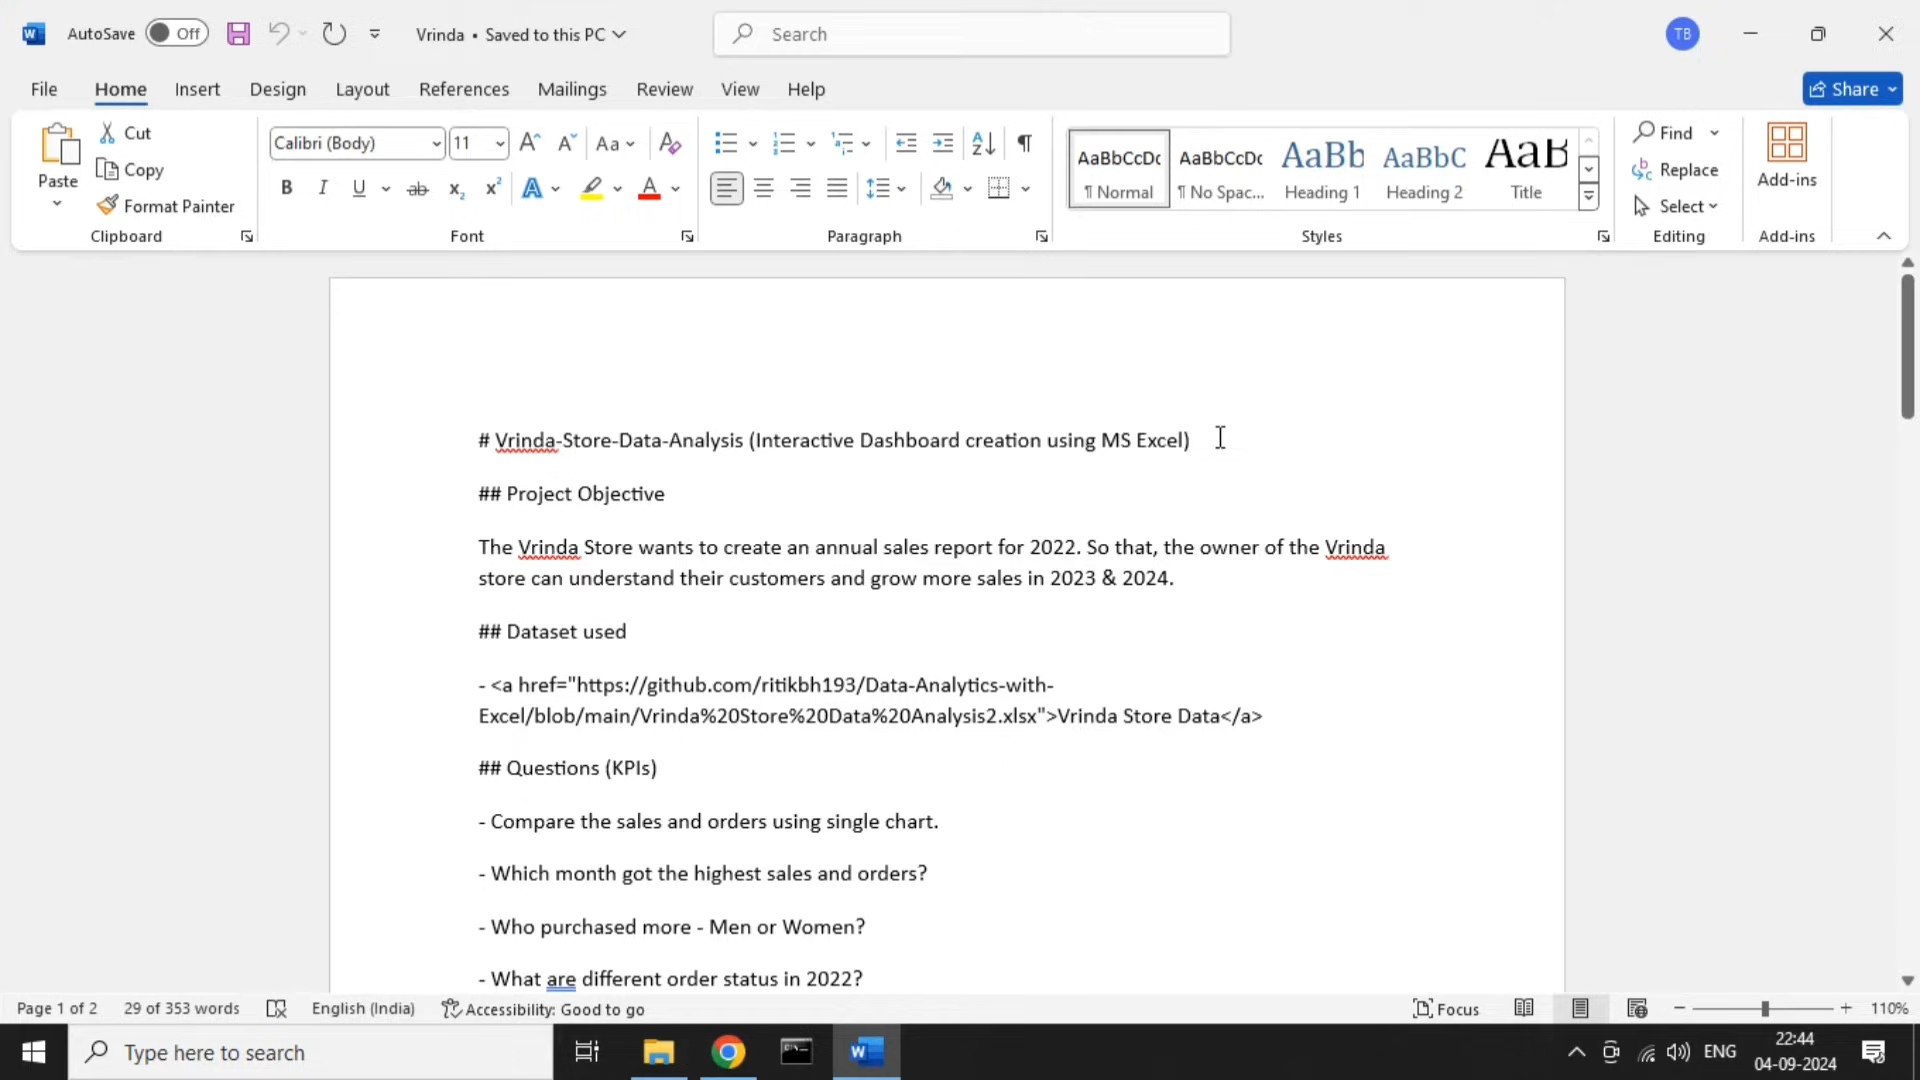 AutoSave Off Vrinda • Saved to this PC Search TB
File Home Insert Design Layout References Mailings Review View Help Share
Paste Cut Copy Format Painter Clipboard
Calibri (Body) 11 Aa Font
Paragraph
AaBbCcDc ¶ Normal AaBbCcDc ¶ No Spac... AaBb Heading 1 AaBbC Heading 2 AaB Title Styles
Find Replace Select Editing
Add-ins Add-ins
# Vrinda-Store-Data-Analysis (Interactive Dashboard creation using MS Excel)
## Project Objective
The Vrinda Store wants to create an annual sales report for 2022. So that, the owner of the Vrinda
store can understand their customers and grow more sales in 2023 & 2024.
## Dataset used
- <a href="https://github.com/ritikbh193/Data-Analytics-with-
Excel/blob/main/Vrinda%20Store%20Data%20Analysis2.xlsx">Vrinda Store Data</a>
## Questions (KPIs)
- Compare the sales and orders using single chart.
- Which month got the highest sales and orders?
- Who purchased more - Men or Women?
- What are different order status in 2022?
Page 1 of 2 29 of 353 words English (India) Accessibility: Good to go Focus 110%
Type here to search ENG 22:44
04-09-2024